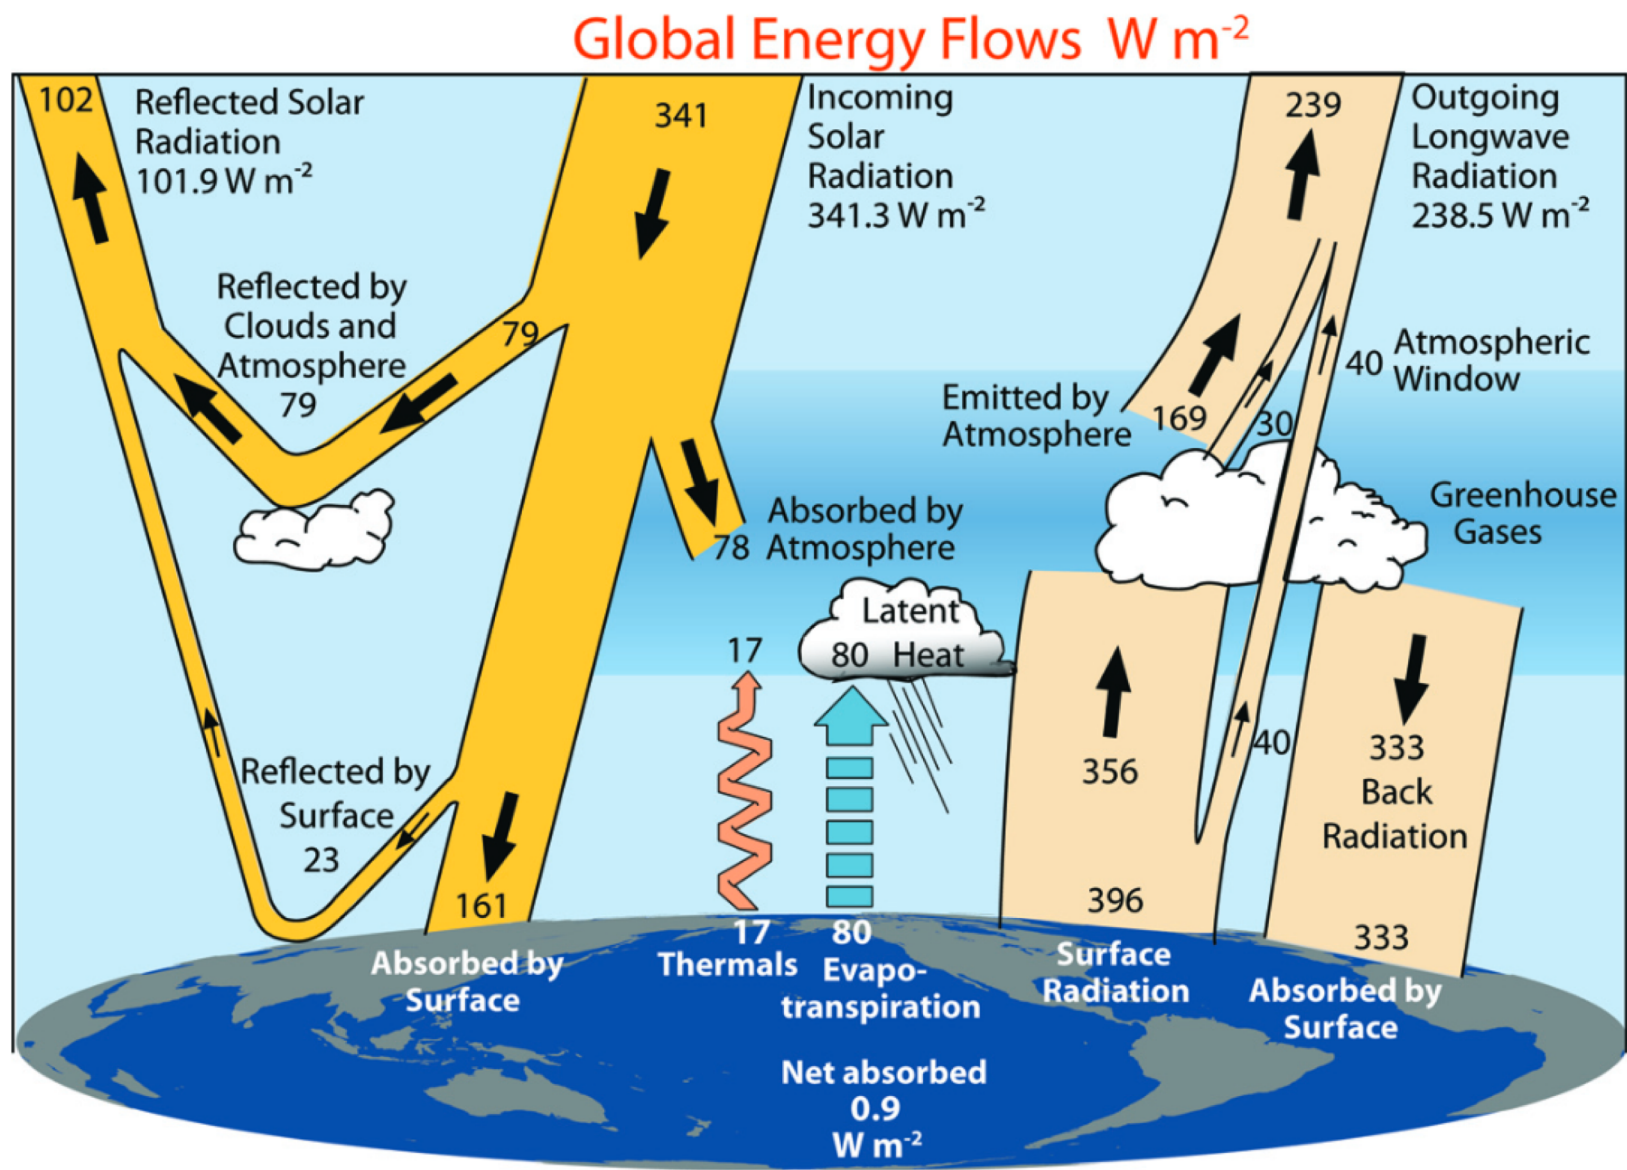 Global Energy Flows W m-2
102
Reflected Solar
Radiation
101.9 W m-2
341
Incoming
Solar
Radiation
341.3 W m-2
239
Outgoing
Longwave
Radiation
238.5 W m-2
Reflected by
Clouds and
Atmosphere
79
79
Emitted by
Atmosphere
169
30
40
Atmospheric
Window
Greenhouse
Gases
78
Absorbed by
Atmosphere
17
Latent
80 Heat
Reflected by
Surface
23
161
Absorbed by
Surface
17
Thermals
80
Evapo-
transpiration
356
40
396
Surface
Radiation
333
Back
Radiation
333
Absorbed by
Surface
Net absorbed
0.9
W m-2